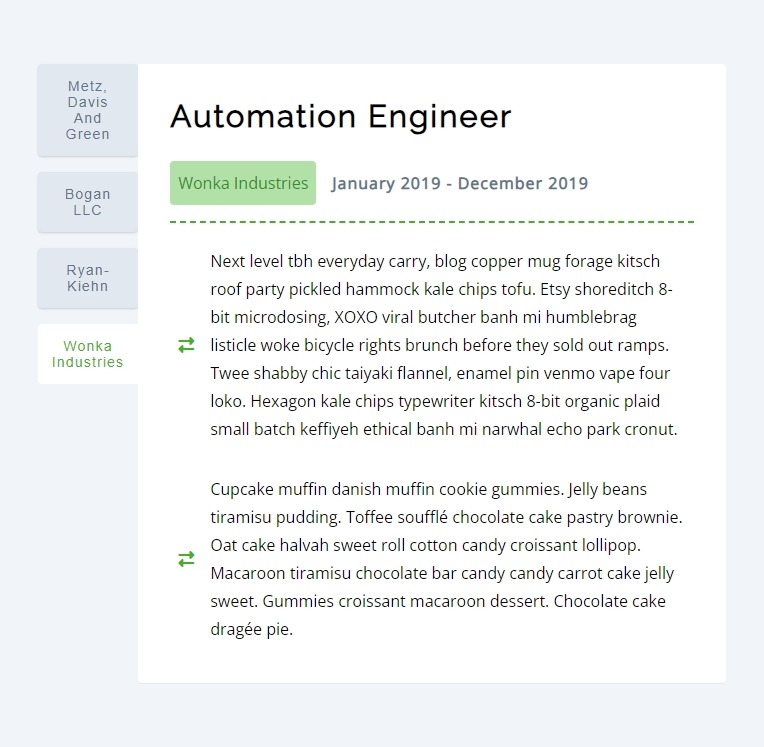 Metz,
Davis
And
Green
Bogan
LLC
Ryan-
Kiehn
Wonka
Industries
Automation Engineer
Wonka Industries January 2019 - December 2019
Next level tbh everyday carry, blog copper mug forage kitsch
roof party pickled hammock kale chips tofu. Etsy shoreditch 8-
bit microdosing, XOXO viral butcher banh mi humblebrag
listicle woke bicycle rights brunch before they sold out ramps.
Twee shabby chic taiyaki flannel, enamel pin venmo vape four
loko. Hexagon kale chips typewriter kitsch 8-bit organic plaid
small batch keffiyeh ethical banh mi narwhal echo park cronut.
Cupcake muffin danish muffin cookie gummies. Jelly beans
tiramisu pudding. Toffee soufflé chocolate cake pastry brownie.
Oat cake halvah sweet roll cotton candy croissant lollipop.
Macaroon tiramisu chocolate bar candy candy carrot cake jelly
sweet. Gummies croissant macaroon dessert. Chocolate cake
dragée pie.